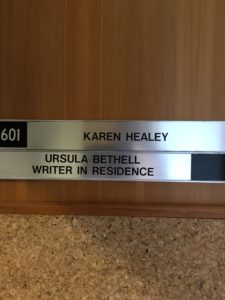 601 KAREN HEALEY
URSULA BETHELL
WRITER IN RESIDENCE